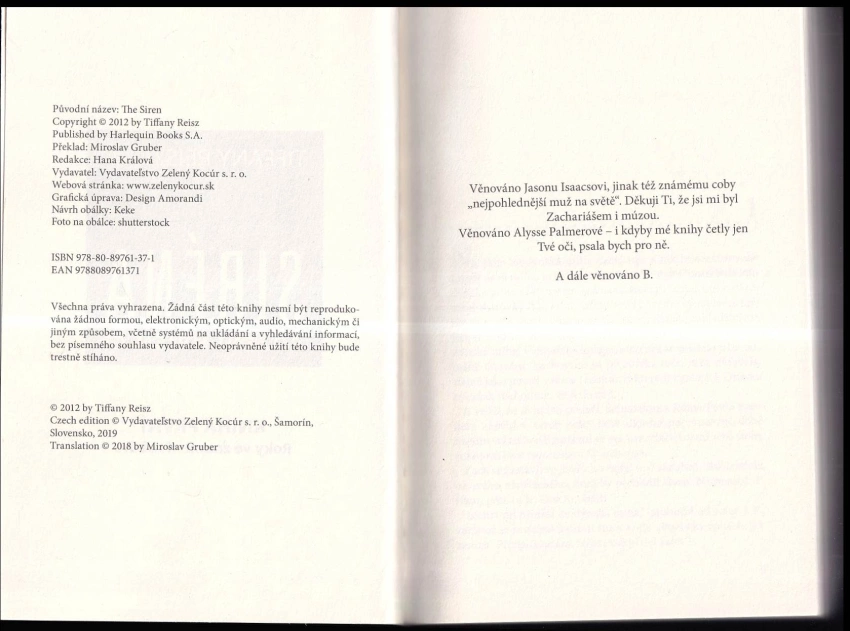 Původní název: The Siren
Copyright © 2012 by Tiffany Reisz
Published by Harlequin Books S.A.
Překlad: Miroslav Gruber
Redakce: Hana Králová
Vydavatel: Vydavateľstvo Zelený Kocúr s. r. o.
Webová stránka: www.zelenykocur.sk
Grafická úprava: Design Amorandi
Návrh obálky: Keke
Foto na obálce: shutterstock
ISBN 978-80-89761-37-1
EAN 9788089761371
Všechna práva vyhrazena. Žádná část této knihy nesmí být reproduko-
vána žádnou formou, elektronickým, optickým, audio, mechanickým či
jiným způsobem, včetně systémů na ukládání a vyhledávání informací,
bez písemného souhlasu vydavatele. Neoprávněné užití této knihy bude
trestně stíháno.
© 2012 by Tiffany Reisz
Czech edition © Vydavateľstvo Zelený Kocúr s. r. o., Šamorín,
Slovensko, 2019
Translation © 2018 by Miroslav Gruber
Věnováno Jasonu Isaacsovi, jinak též známému coby
„nejpohlednější muž na světě“. Děkuji Ti, že jsi mi byl
Zachariášem i múzou.
Věnováno Alysse Palmerové – i kdyby mé knihy četly jen
Tvé oči, psala bych pro ně.
A dále věnováno B.